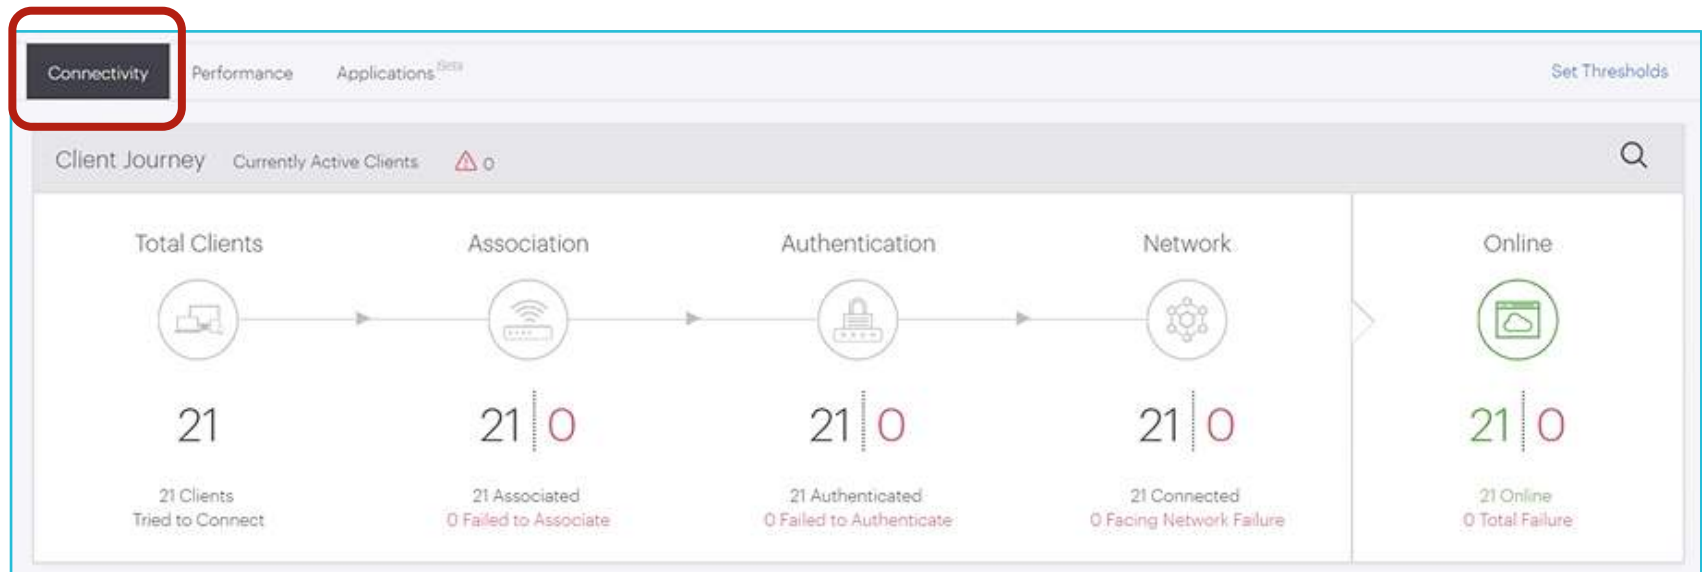 Connectivity Performance Applications Beta Set Thresholds
Client Journey Currently Active Clients 0
Total Clients Association Authentication Network Online
21 21 0 21 0 21 0 21 0
21 Clients 21 Associated 21 Authenticated 21 Connected 21 Online
Tried to Connect 0 Failed to Associate 0 Failed to Authenticate 0 Facing Network Failure 0 Total Failure